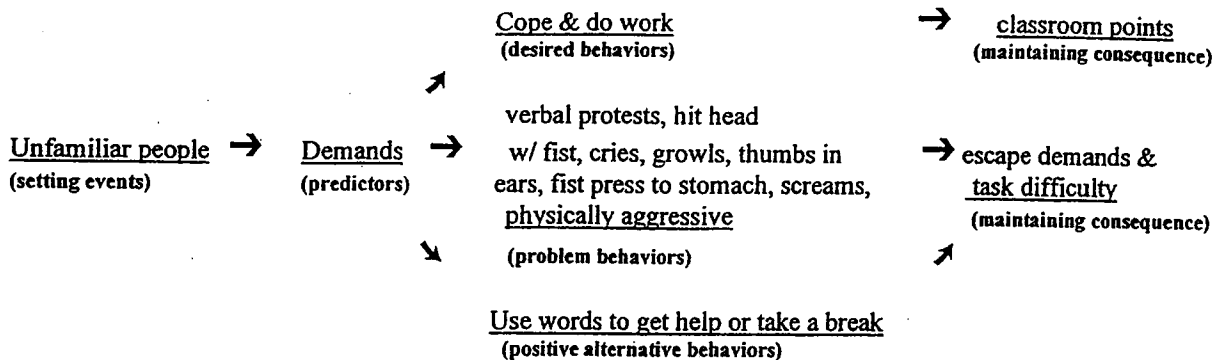 Cope & do work → classroom points
(desired behaviors) (maintaining consequence)
↗
verbal protests, hit head
Unfamiliar people → Demands → w/ fist, cries, growls, thumbs in → escape demands &
(setting events) (predictors) ears, fist press to stomach, screams, task difficulty
physically aggressive (maintaining consequence)
↘ (problem behaviors) ↗
Use words to get help or take a break
(positive alternative behaviors)